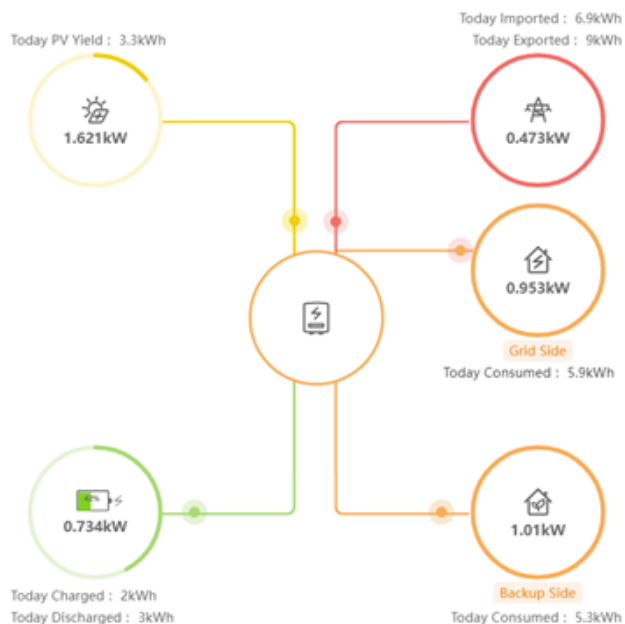 Today Imported : 6.9kWh
Today PV Yield : 3.3kWh
Today Exported : 9kWh
1.621kW
0.473kW
0.953kW
Grid Side
Today Consumed : 5.9kWh
0.734kW
1.01kW
Backup Side
Today Charged : 2kWh
Today Discharged : 3kWh
Today Consumed : 5.3kWh